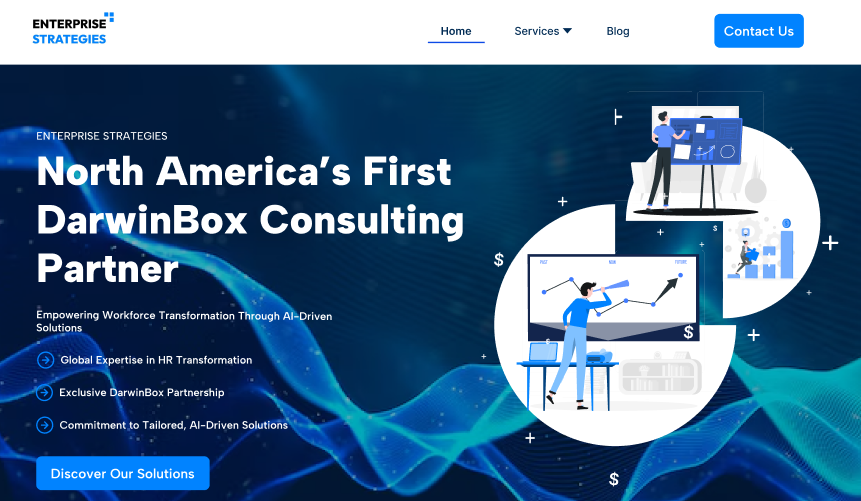 ENTERPRISE
STRATEGIES
Home
Services
Blog
Contact Us
ENTERPRISE STRATEGIES
North America’s First
DarwinBox Consulting
Partner
Empowering Workforce Transformation Through AI-Driven
Solutions
Global Expertise in HR Transformation
Exclusive DarwinBox Partnership
Commitment to Tailored, AI-Driven Solutions
Discover Our Solutions
PAST
NOW
FUTURE
$
$
$
$